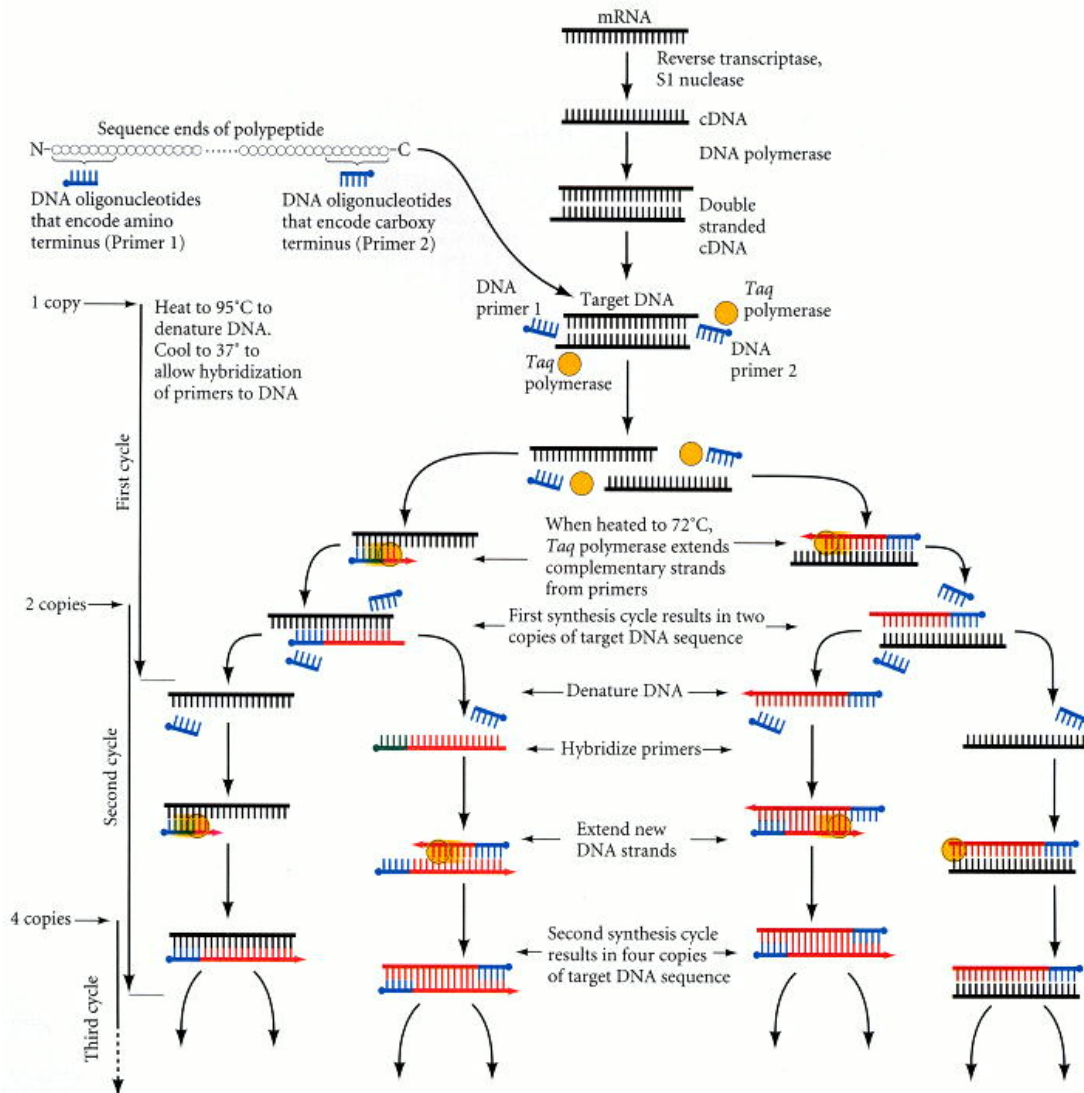 mRNA
Reverse transcriptase,
S1 nuclease
cDNA
DNA polymerase
Double
stranded
cDNA
Sequence ends of polypeptide
N-
-C
DNA oligonucleotides
that encode amino
terminus (Primer 1)
DNA oligonucleotides
that encode carboxy
terminus (Primer 2)
1 copy
Heat to 95°C to
denature DNA.
Cool to 37° to
allow hybridization
of primers to DNA
DNA
primer 1
Target DNA
Taq
polymerase
Taq
polymerase
DNA
primer 2
First cycle
When heated to 72°C,
Taq polymerase extends
complementary strands
from primers
2 copies
First synthesis cycle results in two
copies of target DNA sequence
Denature DNA
Hybridize primers
Second cycle
Extend new
DNA strands
4 copies
Second synthesis cycle
results in four copies
of target DNA sequence
Third cycle